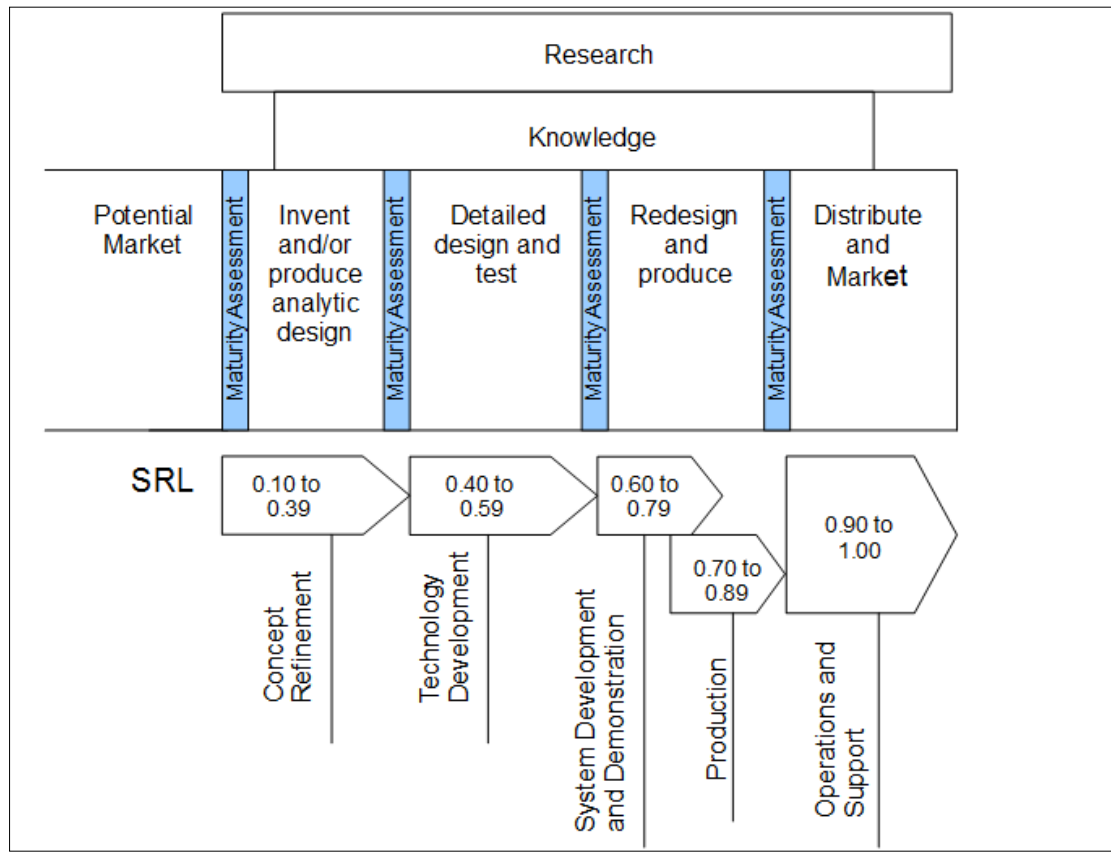 Research
Knowledge
Potential
Market
Maturity Assessment
Invent
and/or
produce
analytic
design
Maturity Assessment
Detailed
design and
test
Maturity Assessment
Redesign
and
produce
Maturity Assessment
Distribute
and
Market
SRL
0.10 to
0.39
0.40 to
0.59
0.60 to
0.79
0.70 to
0.89
0.90 to
1.00
Concept
Refinement
Technology
Development
System Development
and Demonstration
Production
Operations and
Support